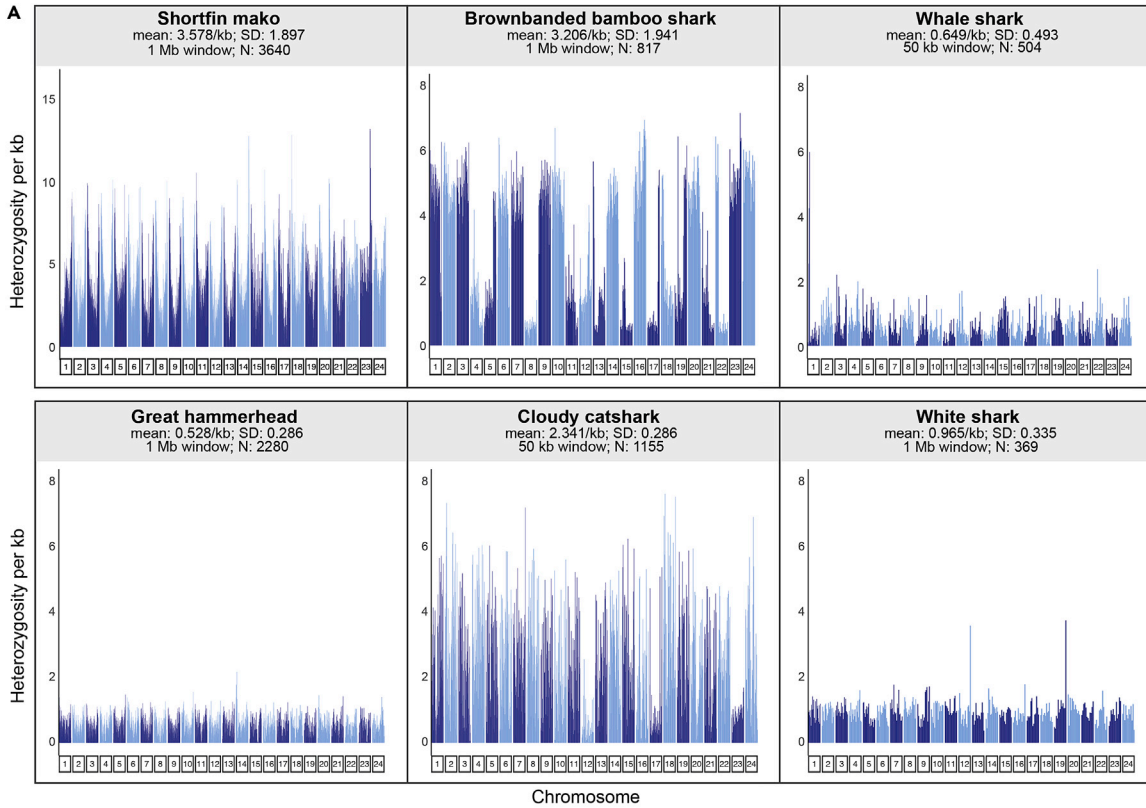 A
Shortfin mako
mean: 3.578/kb; SD: 1.897
1 Mb window; N: 3640
Brownbanded bamboo shark
mean: 3.206/kb; SD: 1.941
1 Mb window; N: 817
Whale shark
mean: 0.649/kb; SD: 0.493
50 kb window; N: 504
Heterozygosity per kb
15
10
5
0
8
6
4
2
0
8
6
4
2
0
1 2 3 4 5 6 7 8 9 10 11 12 13 14 15 16 17 18 19 20 21 22 23 24
1 2 3 4 5 6 7 8 9 10 11 12 13 14 15 16 17 18 19 20 21 22 23 24
1 2 3 4 5 6 7 8 9 10 11 12 13 14 15 16 17 18 19 20 21 22 23 24
Great hammerhead
mean: 0.528/kb; SD: 0.286
1 Mb window; N: 2280
Cloudy catshark
mean: 2.341/kb; SD: 0.286
50 kb window; N: 1155
White shark
mean: 0.965/kb; SD: 0.335
1 Mb window; N: 369
Heterozygosity per kb
8
6
4
2
0
8
6
4
2
0
8
6
4
2
0
1 2 3 4 5 6 7 8 9 10 11 12 13 14 15 16 17 18 19 20 21 22 23 24
1 2 3 4 5 6 7 8 9 10 11 12 13 14 15 16 17 18 19 20 21 22 23 24
1 2 3 4 5 6 7 8 9 10 11 12 13 14 15 16 17 18 19 20 21 22 23 24
Chromosome